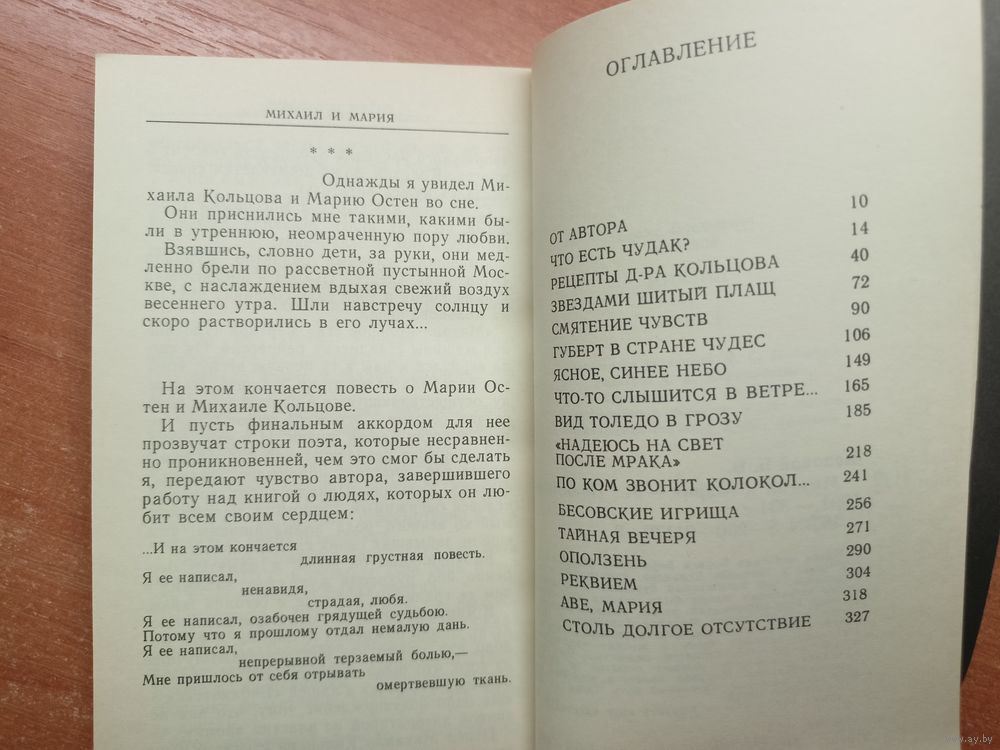 МИХАИЛ И МАРИЯ
* * *
Однажды я увидел Ми-
хаила Кольцова и Марию Остен во сне.
Они приснились мне такими, какими бы-
ли в утреннюю, неомраченную пору любви.
Взявшись, словно дети, за руки, они мед-
ленно брели по рассветной пустынной Мос-
кве, с наслаждением вдыхая свежий воздух
весеннего утра. Шли навстречу солнцу и
скоро растворились в его лучах...
На этом кончается повесть о Марии Ос-
тен и Михаиле Кольцове.
И пусть финальным аккордом для нее
прозвучат строки поэта, которые несравнен-
но проникновенней, чем это смог бы сделать
я, передают чувство автора, завершившего
работу над книгой о людях, которых он лю-
бит всем своим сердцем:
...И на этом кончается
длинная грустная повесть.
Я ее написал,
ненавидя,
страдая, любя.
Я ее написал, озабочен грядущей судьбою.
Потому что я прошлому отдал немалую дань.
Я ее написал,
непрерывной терзаемый болью,—
Мне пришлось от себя отрывать
омертвевшую ткань.
ОГЛАВЛЕНИЕ
ОТ АВТОРА 10
ЧТО ЕСТЬ ЧУДАК? 14
РЕЦЕПТЫ Д-РА КОЛЬЦОВА 40
ЗВЕЗДАМИ ШИТЫЙ ПЛАЩ 72
СМЯТЕНИЕ ЧУВСТВ 90
ГУБЕРТ В СТРАНЕ ЧУДЕС 106
ЯСНОЕ, СИНЕЕ НЕБО 149
ЧТО-ТО СЛЫШИТСЯ В ВЕТРЕ... 165
ВИД ТОЛЕДО В ГРОЗУ 185
«НАДЕЮСЬ НА СВЕТ
ПОСЛЕ МРАКА» 218
ПО КОМ ЗВОНИТ КОЛОКОЛ... 241
БЕСОВСКИЕ ИГРИЩА 256
ТАЙНАЯ ВЕЧЕРЯ 271
ОПОЛЗЕНЬ 290
РЕКВИЕМ 304
АВЕ, МАРИЯ 318
СТОЛЬ ДОЛГОЕ ОТСУТСТВИЕ 327
www.ay.by